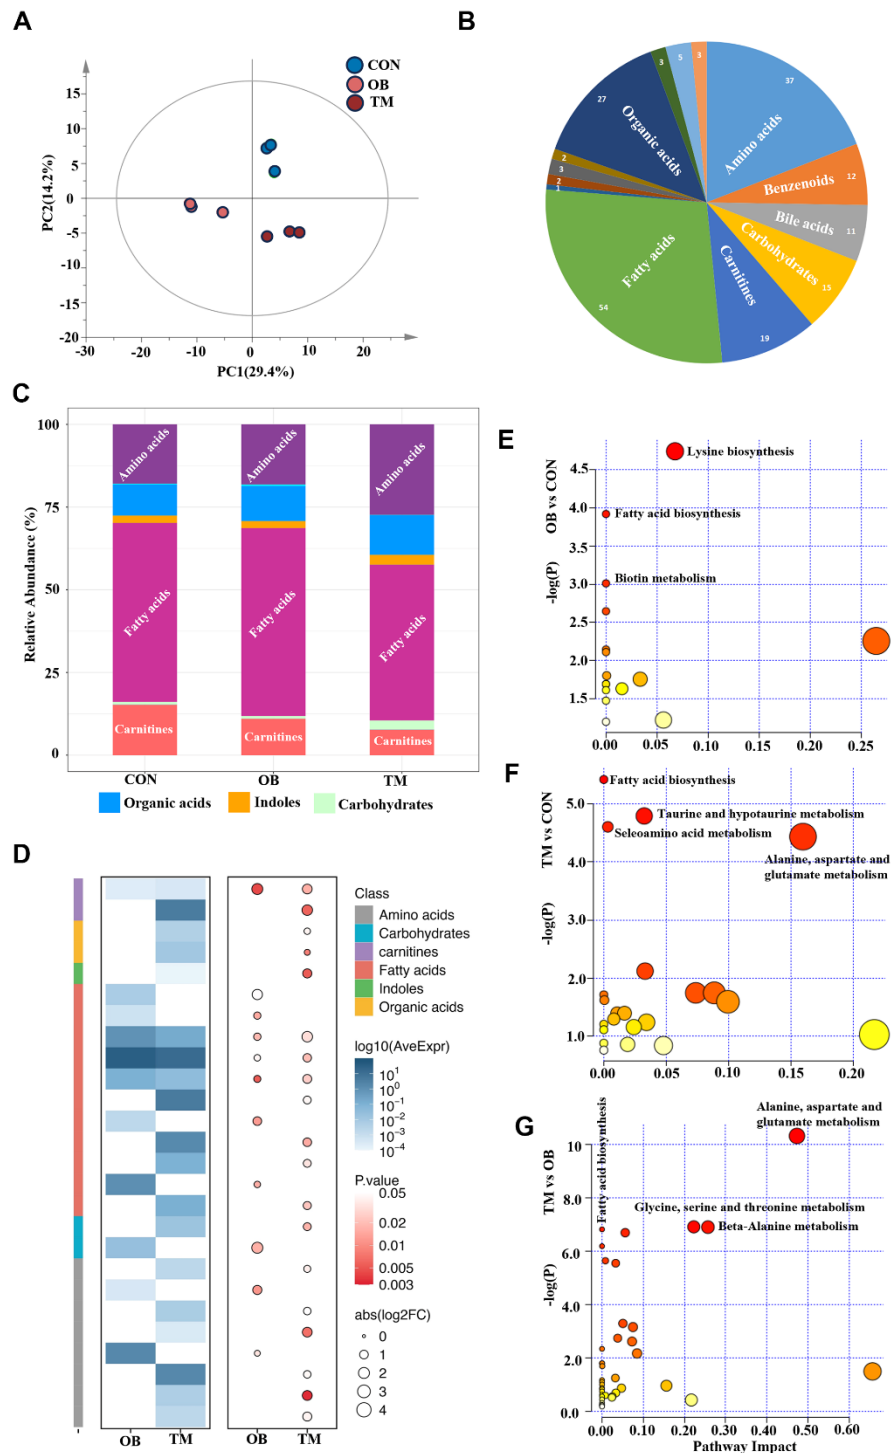 A
CON
OB
TM
15
10
5
0
-5
-10
-15
-20
-30
-20
-10
0
10
20
PC2(14.2%)
PC1(29.4%)
B
3
5
3
37
27
Organic acids
Amino acids
2
3
2
1
Benzenoids
12
Bile acids
11
Carbohydrates
15
Carnitines
19
Fatty acids
54
C
100
75
50
25
0
Relative Abundance (%)
Amino acids
Amino acids
Amino acids
Fatty acids
Fatty acids
Fatty acids
Carnitines
Carnitines
Carnitines
CON
OB
TM
Organic acids
Indoles
Carbohydrates
D
OB
TM
OB
TM
Class
Amino acids
Carbohydrates
carnitines
Fatty acids
Indoles
Organic acids
log10(AveExpr)
10¹
10⁰
10⁻¹
10⁻²
10⁻³
10⁻⁴
P.value
0.05
0.02
0.01
0.005
0.003
abs(log2FC)
0
1
2
3
4
E
OB vs CON
-log(P)
4.5
4.0
3.5
3.0
2.5
2.0
1.5
Lysine biosynthesis
Fatty acid biosynthesis
Biotin metabolism
0.00
0.05
0.10
0.15
0.20
0.25
F
TM vs CON
-log(P)
5.0
4.0
3.0
2.0
1.0
Fatty acid biosynthesis
Taurine and hypotaurine metabolism
Seleoamino acid metabolism
Alanine, aspartate and
glutamate metabolism
0.00
0.05
0.10
0.15
0.20
G
TM vs OB
-log(P)
10
8.0
6.0
4.0
2.0
0.0
Fatty acid biosynthesis
Alanine, aspartate and
glutamate metabolism
Glycine, serine and threonine metabolism
Beta-Alanine metabolism
0.00
0.10
0.20
0.30
0.40
0.50
0.60
Pathway Impact